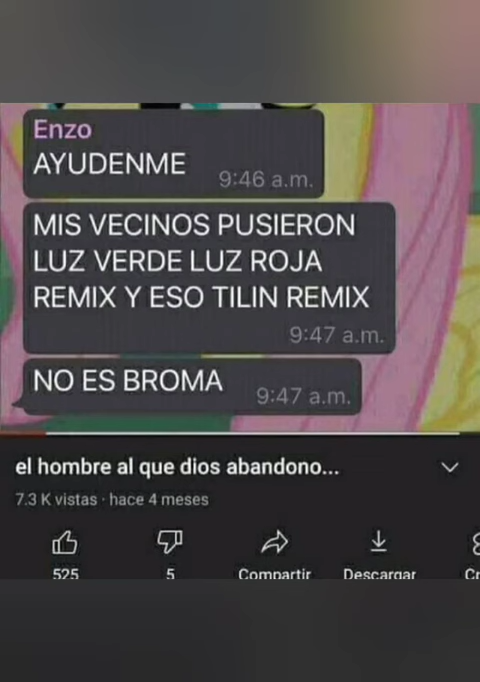 Enzo
AYUDENME
9:46 a.m.
MIS VECINOS PUSIERON
LUZ VERDE LUZ ROJA
REMIX Y ESO TILIN REMIX
9:47 a.m.
NO ES BROMA
9:47 a.m.
el hombre al que dios abandono...
7.3 K vistas · hace 4 meses
525
5
Compartir
Descargar